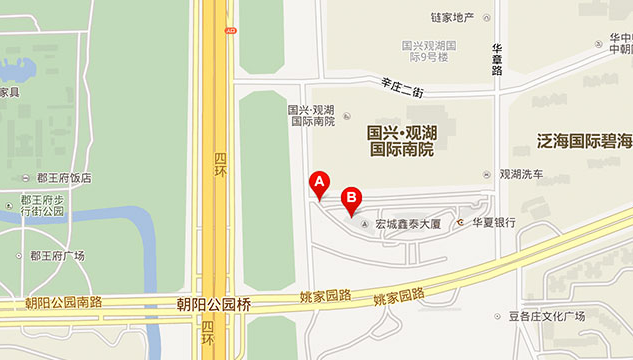 链家地产
国兴观湖国
际9号楼
华章路
华中
中朝
辛庄二街
家具
国兴·观湖
国际南院
国兴·观湖
国际南院
泛海国际碧海
四环
郡王府饭店
郡王府步
行街公园
观湖洗车
A
B
宏城鑫泰大厦
华夏银行
郡王府广场
朝阳公园南路
朝阳公园桥
姚家园路
姚家园路
豆各庄文化广场
四环